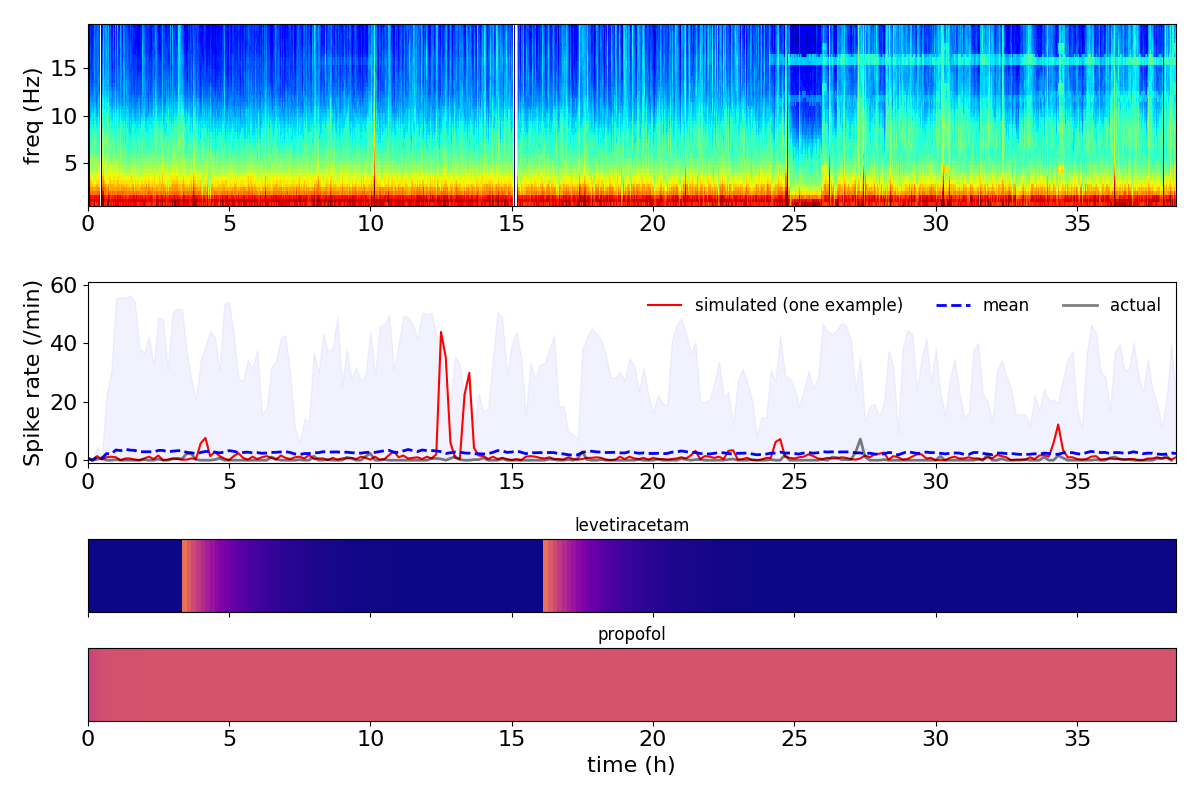 freq (Hz)
15
10
5
0 5 10 15 20 25 30 35
Spike rate (/min)
60
40
20
0
simulated (one example) mean actual
0 5 10 15 20 25 30 35
levetiracetam
propofol
0 5 10 15 20 25 30 35
time (h)